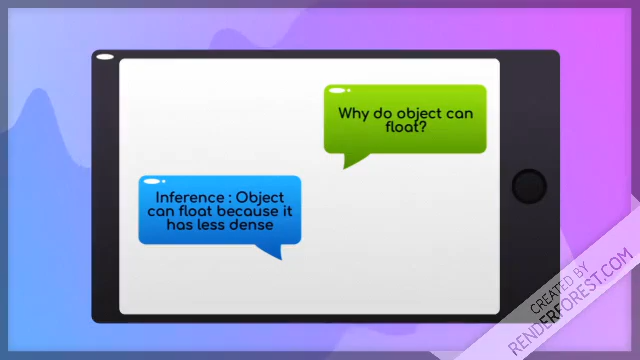 Why do object can
float?
Inference : Object
can float because it
has less dense
CREATED BY
RENDERFOREST.COM